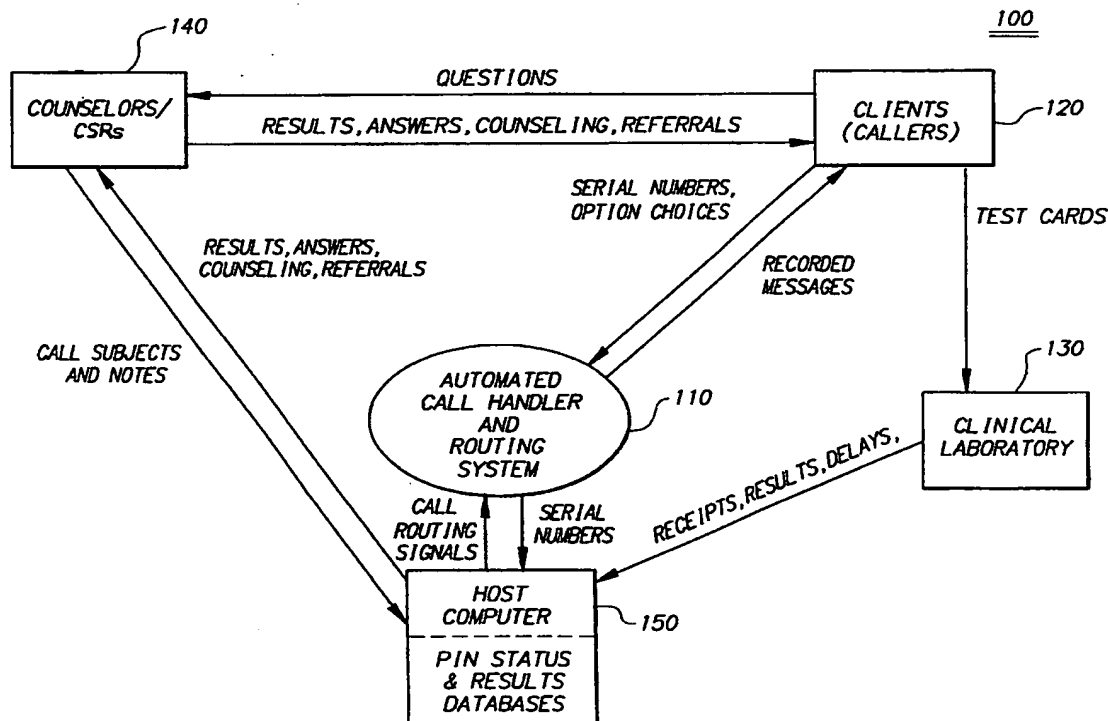 100
140
QUESTIONS
COUNSELORS/
CSRs
CLIENTS
(CALLERS)
120
RESULTS, ANSWERS, COUNSELING, REFERRALS
SERIAL NUMBERS,
OPTION CHOICES
TEST CARDS
RESULTS, ANSWERS,
COUNSELING, REFERRALS
RECORDED
MESSAGES
CALL SUBJECTS
AND NOTES
130
AUTOMATED
CALL HANDLER
AND
ROUTING
SYSTEM
110
CLINICAL
LABORATORY
RECEIPTS, RESULTS, DELAYS,
CALL
ROUTING
SIGNALS
SERIAL
NUMBERS
HOST
COMPUTER
150
PIN STATUS
& RESULTS
DATABASES